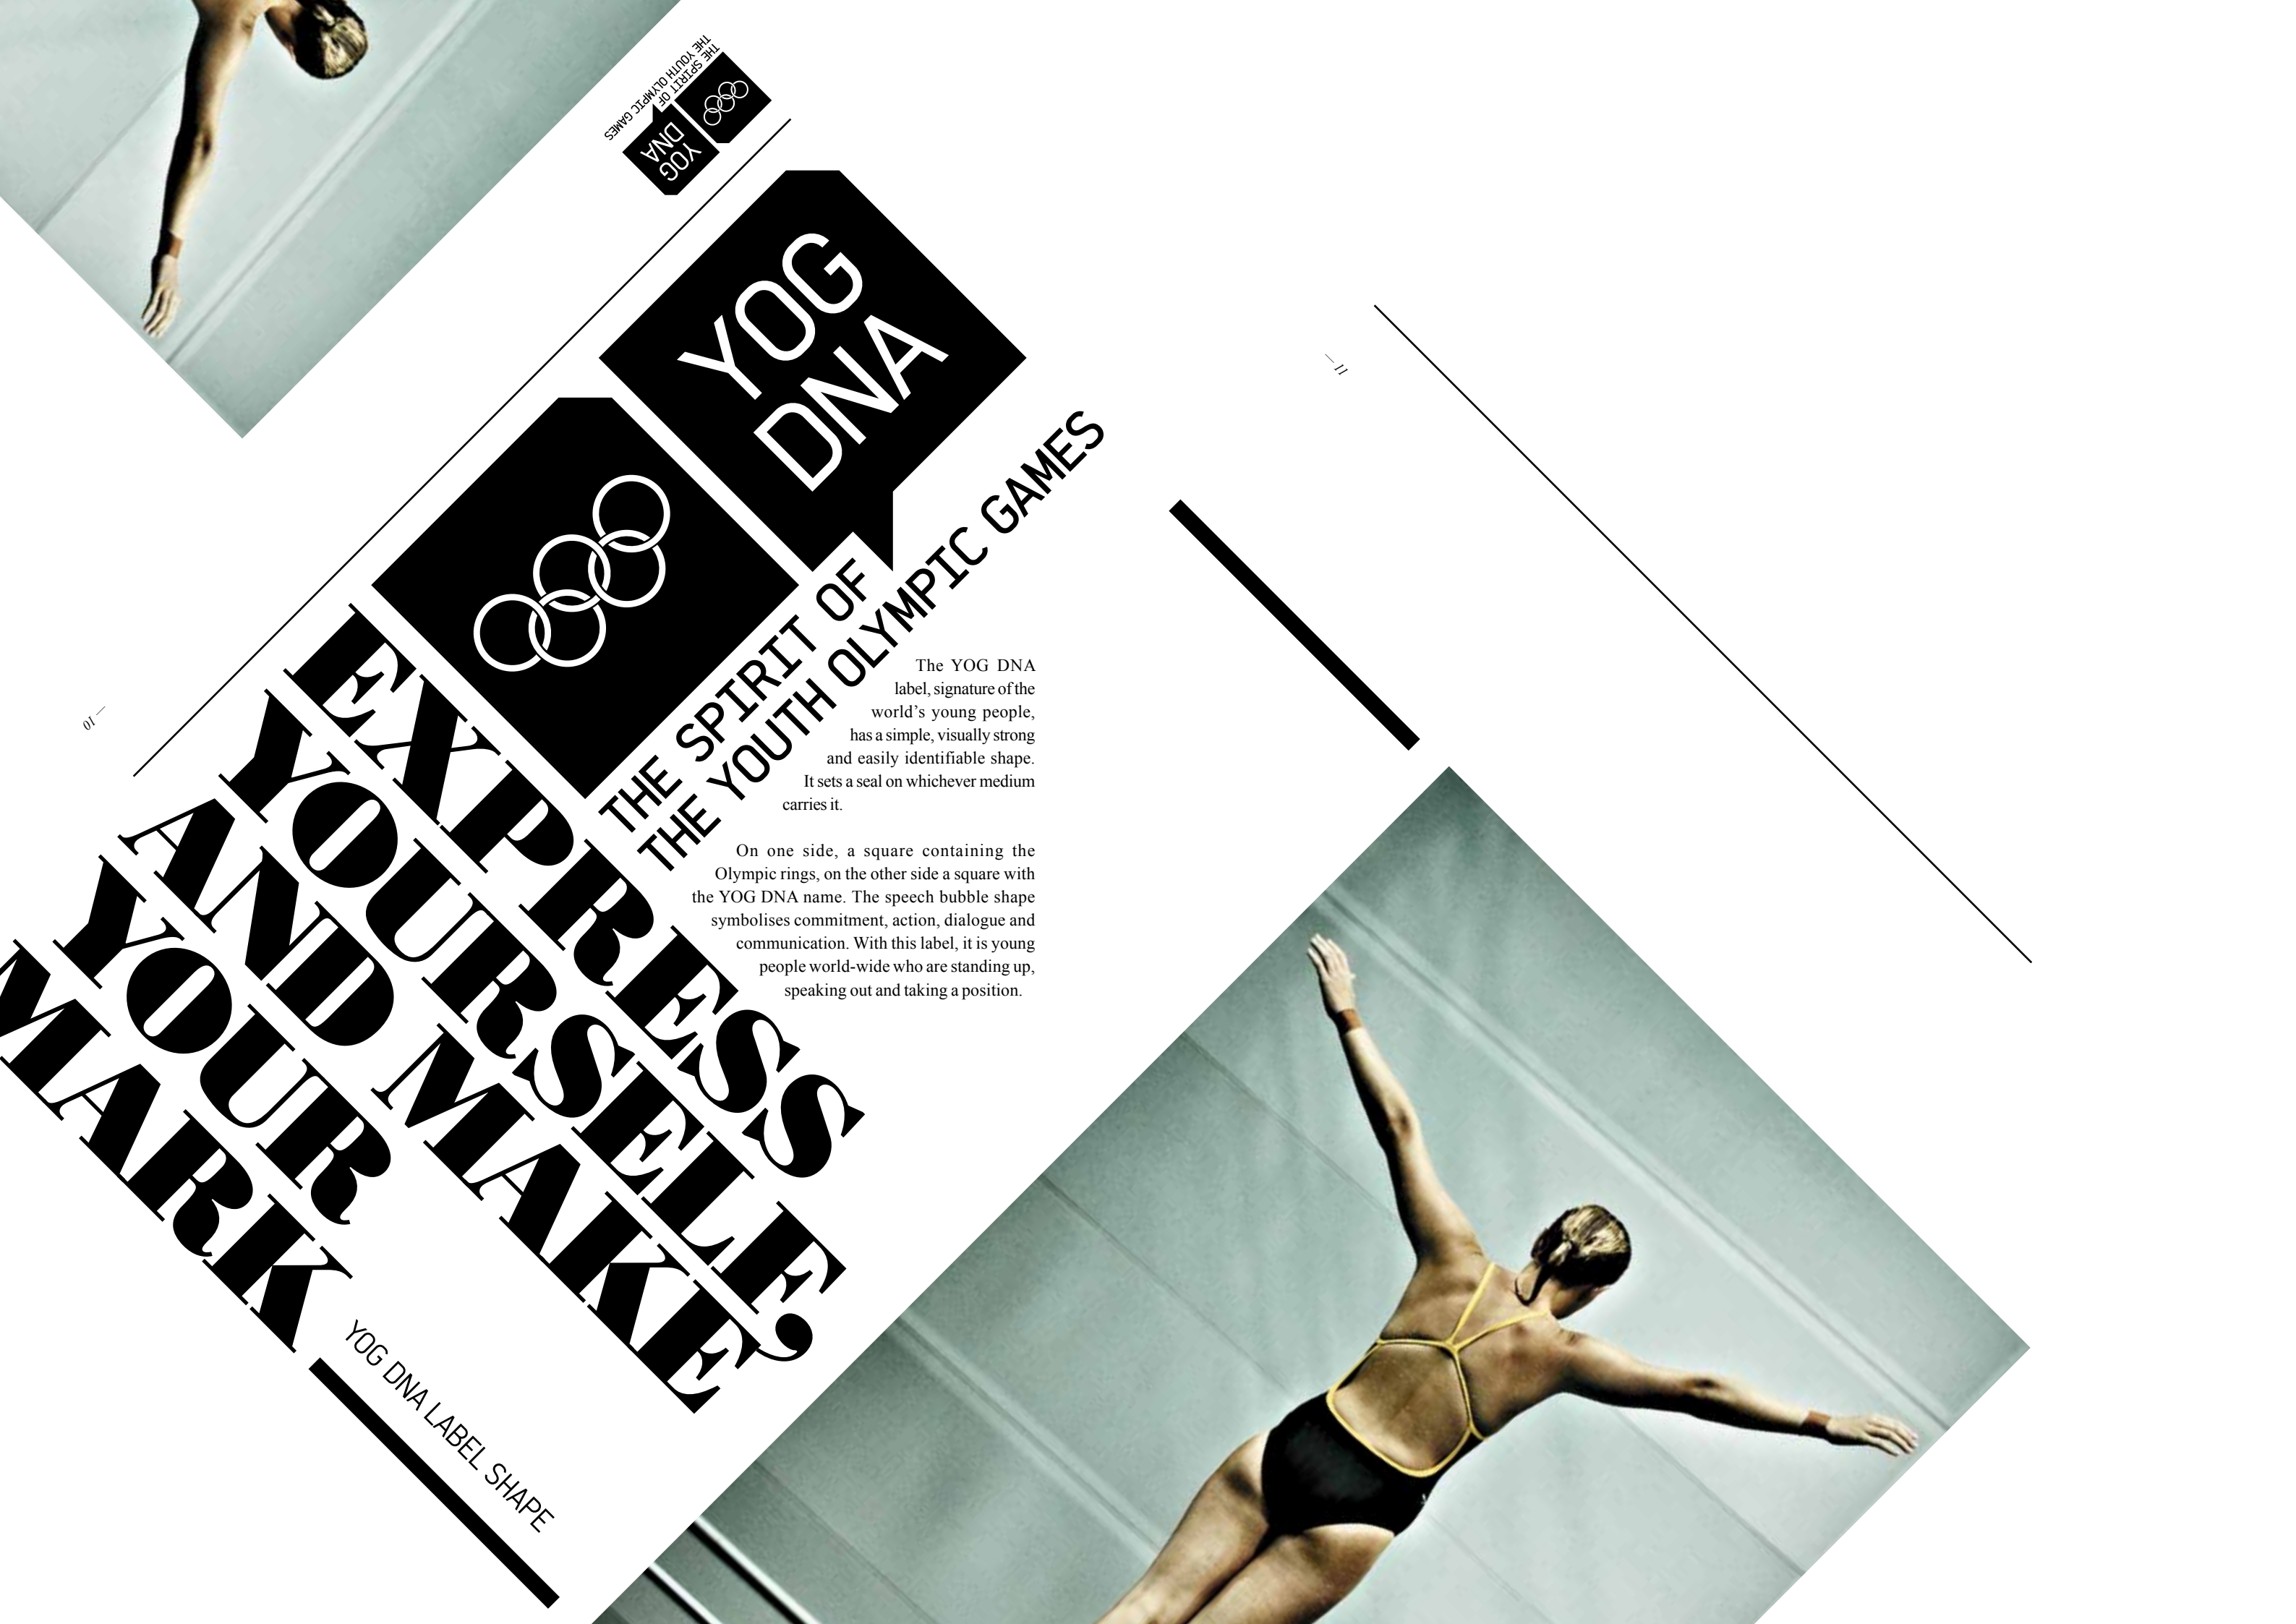 THE SPIRIT OF
THE YOUTH OLYMPIC GAMES
YOG
DNA
YOG
DNA
THE SPIRIT OF
THE YOUTH OLYMPIC GAMES
10 —
— 11
EXPRESS
YOURSELF,
AND MAKE
YOUR
MARK
The YOG DNA
label, signature of the
world’s young people,
has a simple, visually strong
and easily identifiable shape.
It sets a seal on whichever medium
carries it.
On one side, a square containing the
Olympic rings, on the other side a square with
the YOG DNA name. The speech bubble shape
symbolises commitment, action, dialogue and
communication. With this label, it is young
people world-wide who are standing up,
speaking out and taking a position.
YOG DNA LABEL SHAPE